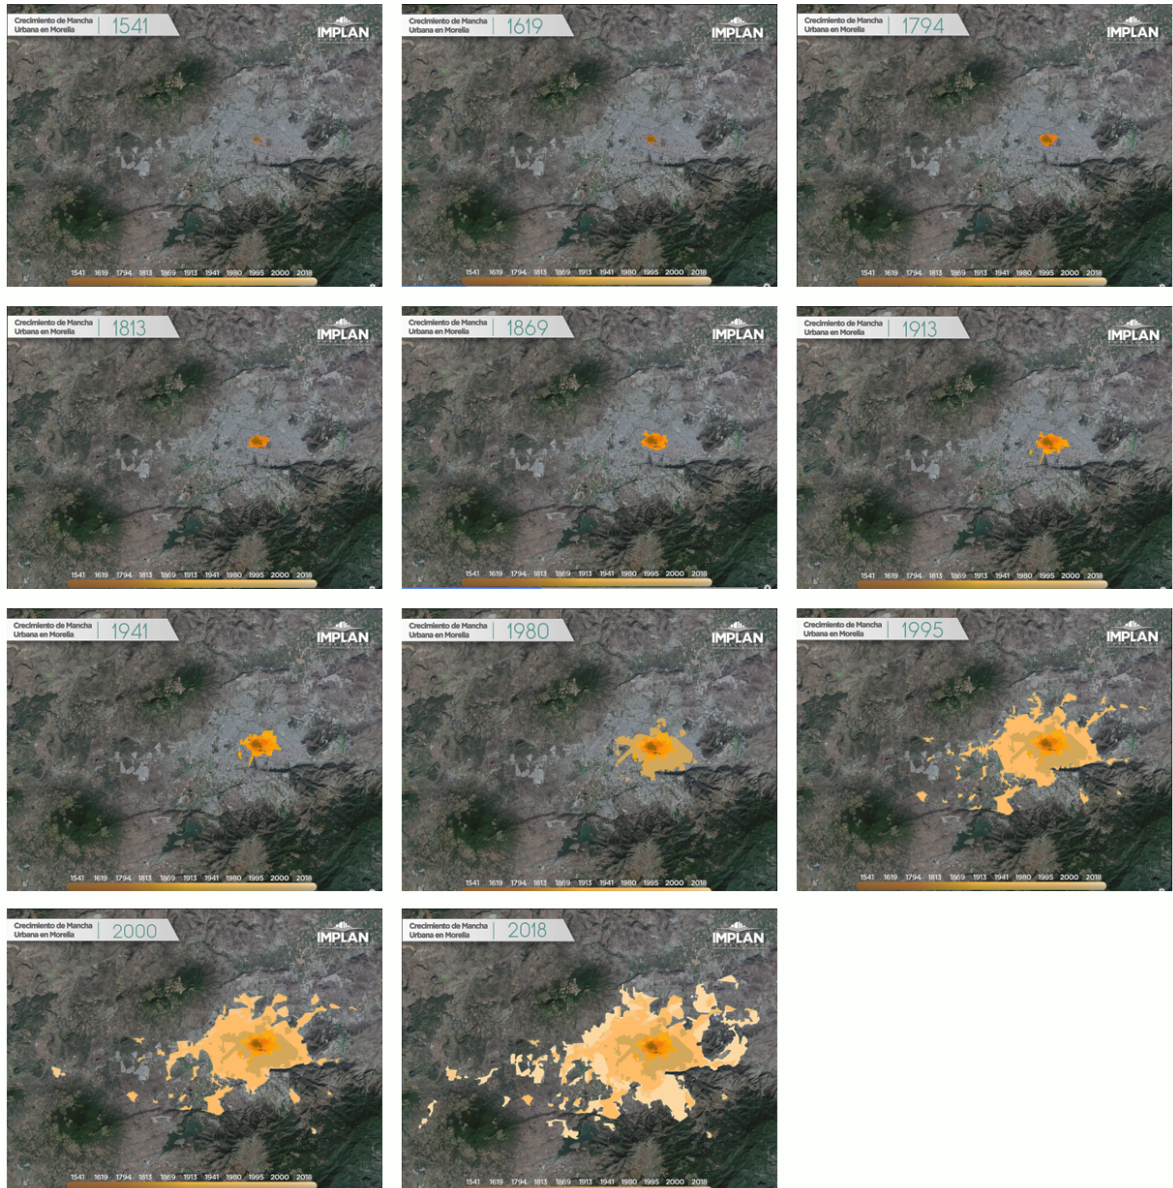 Crecimiento de Mancha
Urbana en Morelia
1541
IMPLAN
1541 1619 1794 1813 1869 1913 1941 1980 1995 2000 2018
Crecimiento de Mancha
Urbana en Morelia
1619
IMPLAN
1541 1619 1794 1813 1869 1913 1941 1980 1995 2000 2018
Crecimiento de Mancha
Urbana en Morelia
1794
IMPLAN
1541 1619 1794 1813 1869 1913 1941 1980 1995 2000 2018
Crecimiento de Mancha
Urbana en Morelia
1813
IMPLAN
1541 1619 1794 1813 1869 1913 1941 1980 1995 2000 2018
Crecimiento de Mancha
Urbana en Morelia
1869
IMPLAN
1541 1619 1794 1813 1869 1913 1941 1980 1995 2000 2018
Crecimiento de Mancha
Urbana en Morelia
1913
IMPLAN
1541 1619 1794 1813 1869 1913 1941 1980 1995 2000 2018
Crecimiento de Mancha
Urbana en Morelia
1941
IMPLAN
1541 1619 1794 1813 1869 1913 1941 1980 1995 2000 2018
Crecimiento de Mancha
Urbana en Morelia
1980
IMPLAN
1541 1619 1794 1813 1869 1913 1941 1980 1995 2000 2018
Crecimiento de Mancha
Urbana en Morelia
1995
IMPLAN
1541 1619 1794 1813 1869 1913 1941 1980 1995 2000 2018
Crecimiento de Mancha
Urbana en Morelia
2000
IMPLAN
1541 1619 1794 1813 1869 1913 1941 1980 1995 2000 2018
Crecimiento de Mancha
Urbana en Morelia
2018
IMPLAN
1541 1619 1794 1813 1869 1913 1941 1980 1995 2000 2018